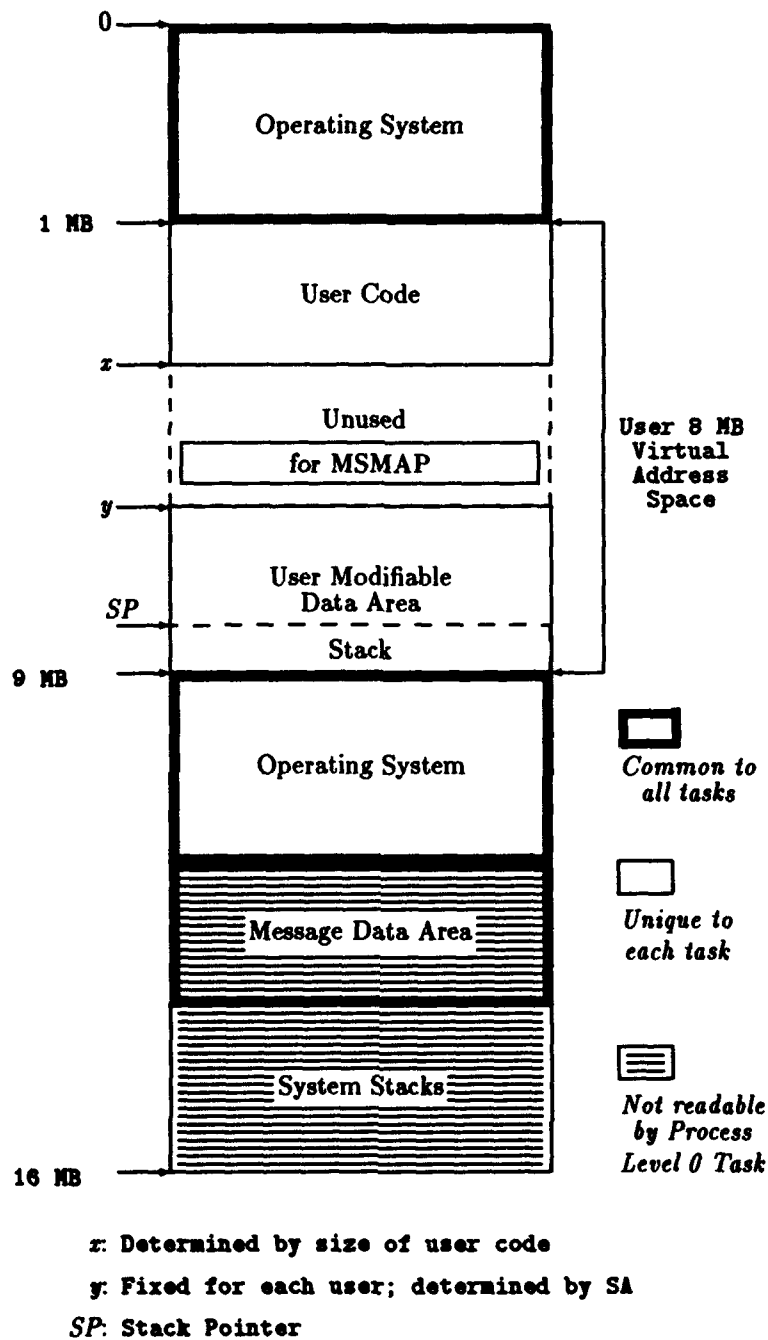 0
Operating System
1 MB
User Code
x
Unused
for MSMAP
User 8 MB
Virtual
Address
Space
y
User Modifiable
Data Area
SP
Stack
9 MB
Operating System
Common to
all tasks
Message Data Area
Unique to
each task
System Stacks
Not readable
by Process
Level 0 Task
16 MB
x: Determined by size of user code
y: Fixed for each user; determined by SA
SP: Stack Pointer